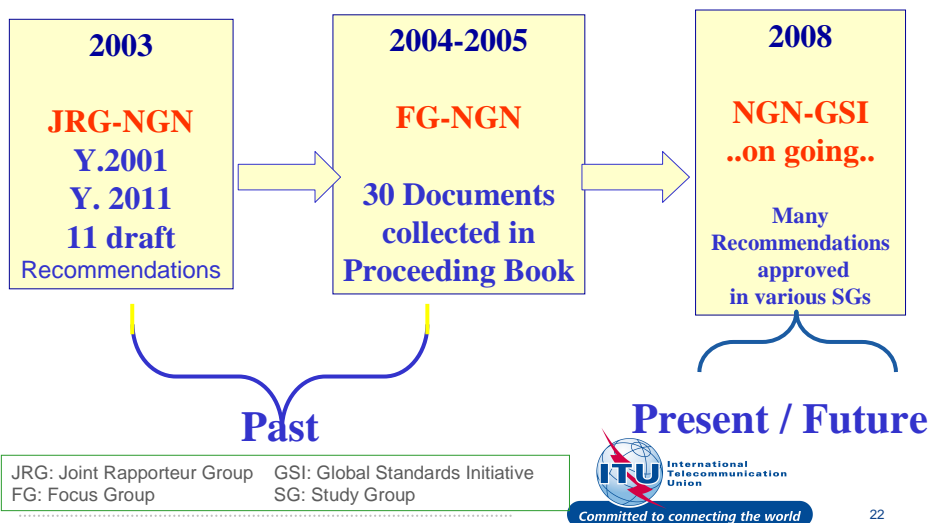 2003
JRG-NGN
Y.2001
Y. 2011
11 draft
Recommendations
2004-2005
FG-NGN
30 Documents
collected in
Proceeding Book
2008
NGN-GSI
..on going..
Many
Recommendations
approved
in various SGs
Past
Present / Future
JRG: Joint Rapporteur Group GSI: Global Standards Initiative
FG: Focus Group SG: Study Group
ITU
International
Telecommunication
Union
Committed to connecting the world
22